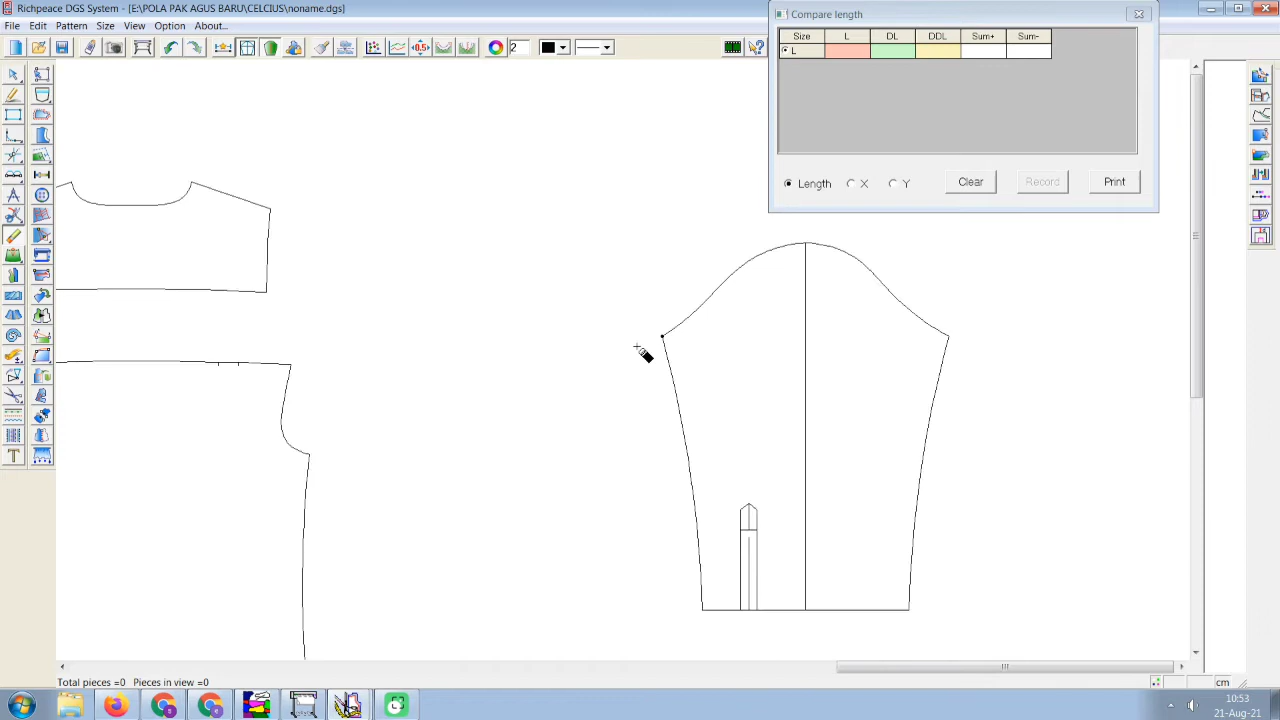 Richpeace DGS System - [E:\POLA PAK AGUS BARU\CELCIUS\noname.dgs]
File Edit Pattern Size View Option About...
2
Compare length
Size L DL DDL Sum+ Sum-
L
Length X Y Clear Record Print
Total pieces =0 Pieces in view =0
cm
10:53
21-Aug-21